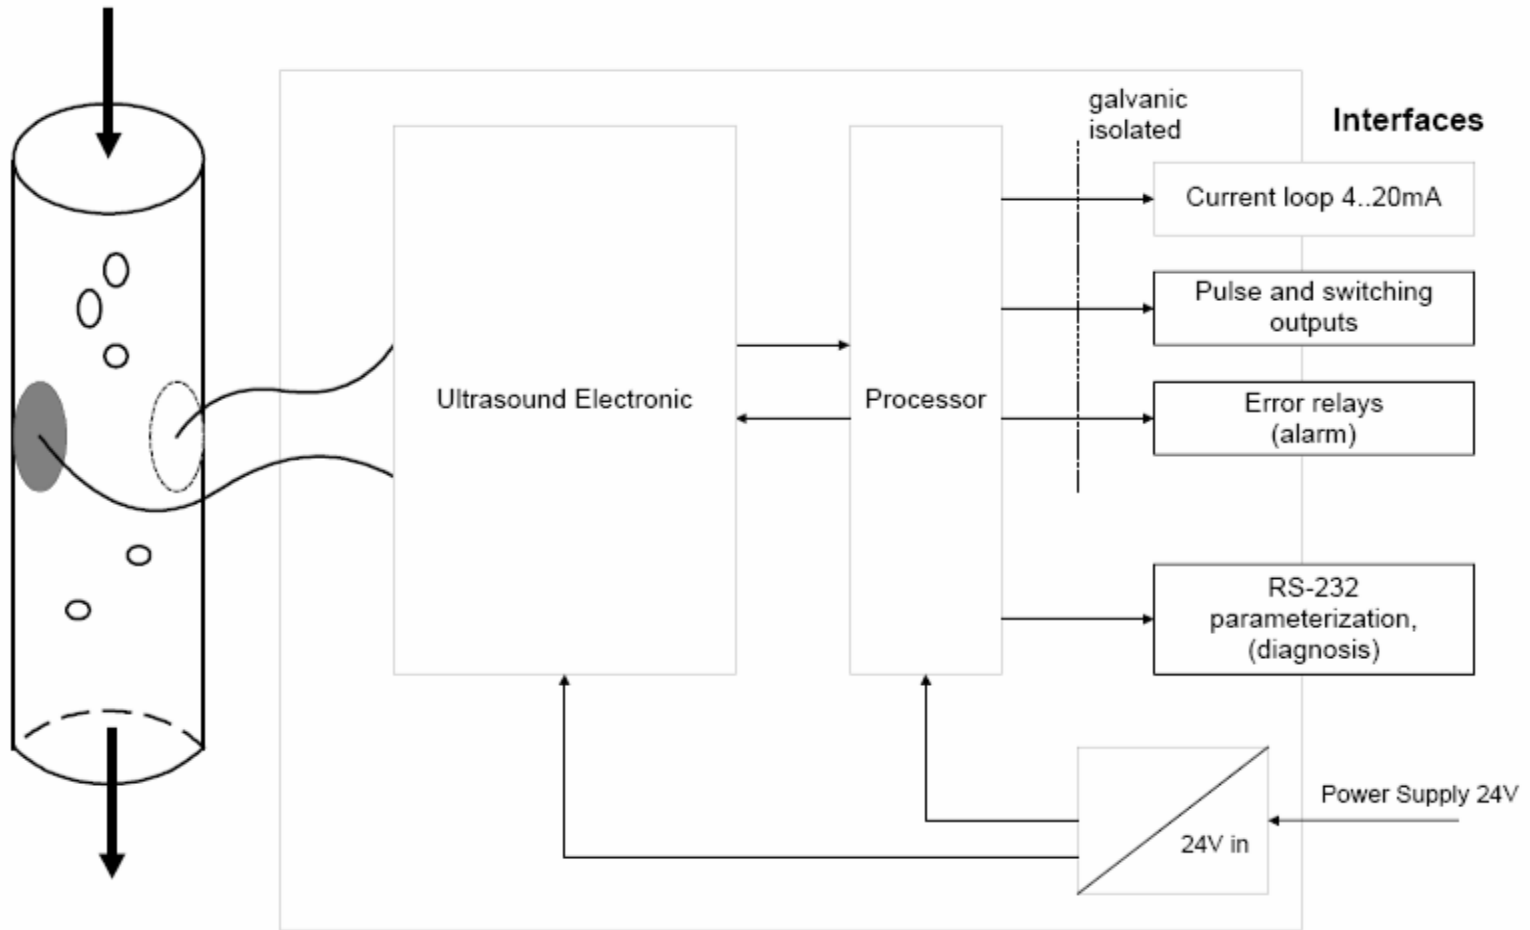 galvanic
isolated
Interfaces
Current loop 4..20mA
Pulse and switching
outputs
Ultrasound Electronic
Processor
Error relays
(alarm)
RS-232
parameterization,
(diagnosis)
Power Supply 24V
24V in